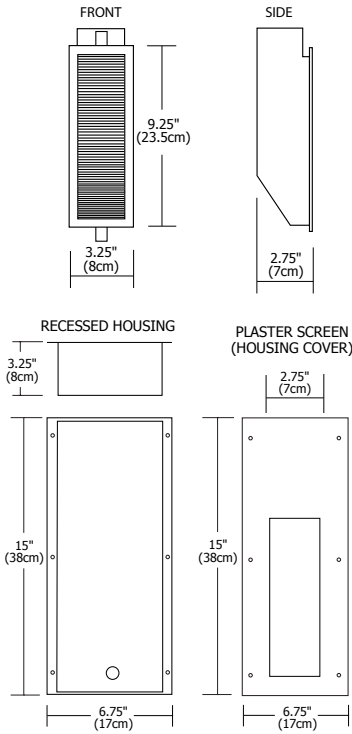 FRONT
SIDE
9.25"
(23.5cm)
3.25"
(8cm)
2.75"
(7cm)
RECESSED HOUSING
PLASTER SCREEN
(HOUSING COVER)
3.25"
(8cm)
2.75"
(7cm)
15"
(38cm)
15"
(38cm)
6.75"
(17cm)
6.75"
(17cm)